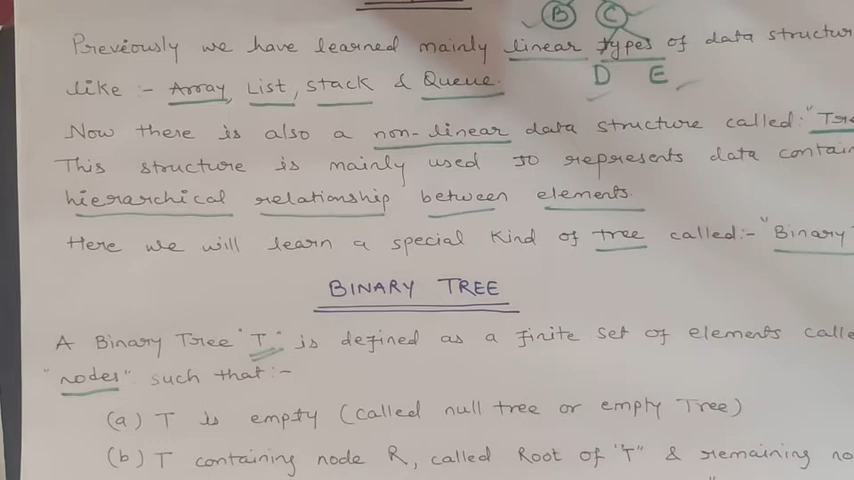 B C
Previously we have learned mainly linear types of data structur
like :- Array, List, Stack & Queue.
D E
Now there is also a non-linear data structure called: "Tre
This structure is mainly used to represents data contain
hierarchical relationship between elements.
Here we will learn a special kind of tree called:- "Binary
BINARY TREE
A Binary Tree "T" is defined as a finite set of elements calle
"nodes" such that :-
(a) T is empty (called null tree or empty Tree)
(b) T containing node R, called Root of "T" & remaining no